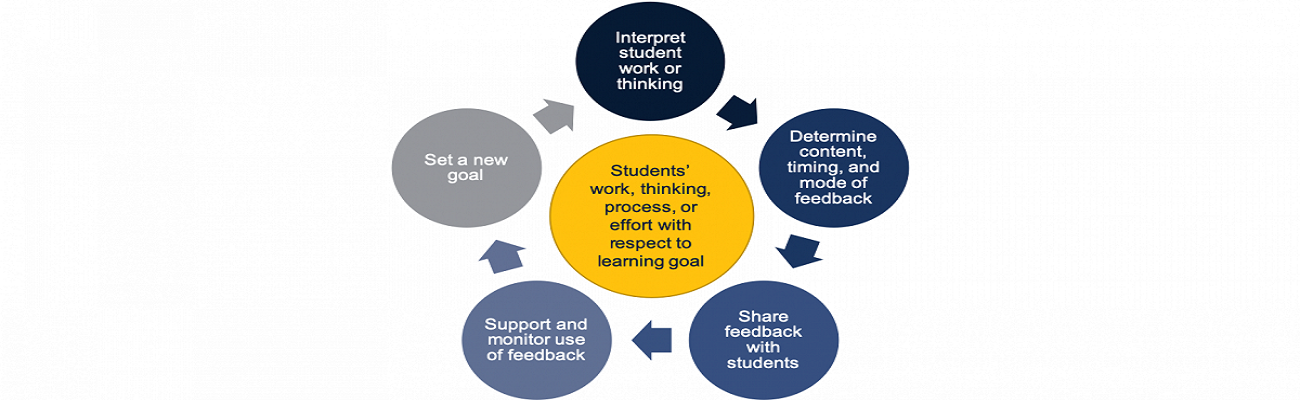 Interpret
student
work or
thinking
Determine
content,
timing, and
mode of
feedback
Share
feedback
with
students
Support and
monitor use
of feedback
Set a new
goal
Students’
work, thinking,
process, or
effort with
respect to
learning goal